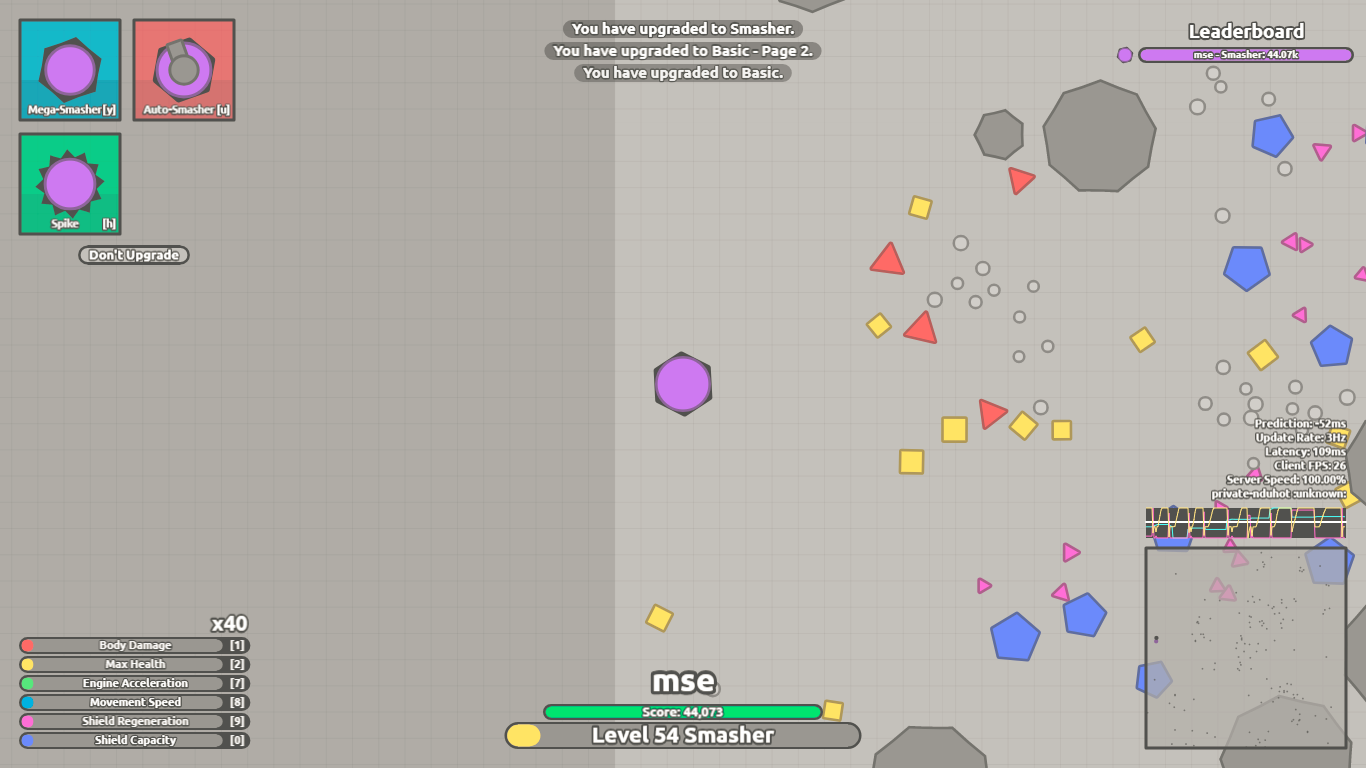 You have upgraded to Smasher.
You have upgraded to Basic - Page 2.
You have upgraded to Basic.
Leaderboard
mse - Smasher: 44.07k
Mega-Smasher [y]
Auto-Smasher [u]
Spike [h]
Don't Upgrade
Prediction: -52ms
Update Rate: 3Hz
Latency: 109ms
Client FPS: 26
Server Speed: 100.00%
private-nduhot :unknown:
x40
Body Damage [1]
Max Health [2]
Engine Acceleration [7]
Movement Speed [8]
Shield Regeneration [9]
Shield Capacity [0]
mse
Score: 44,073
Level 54 Smasher